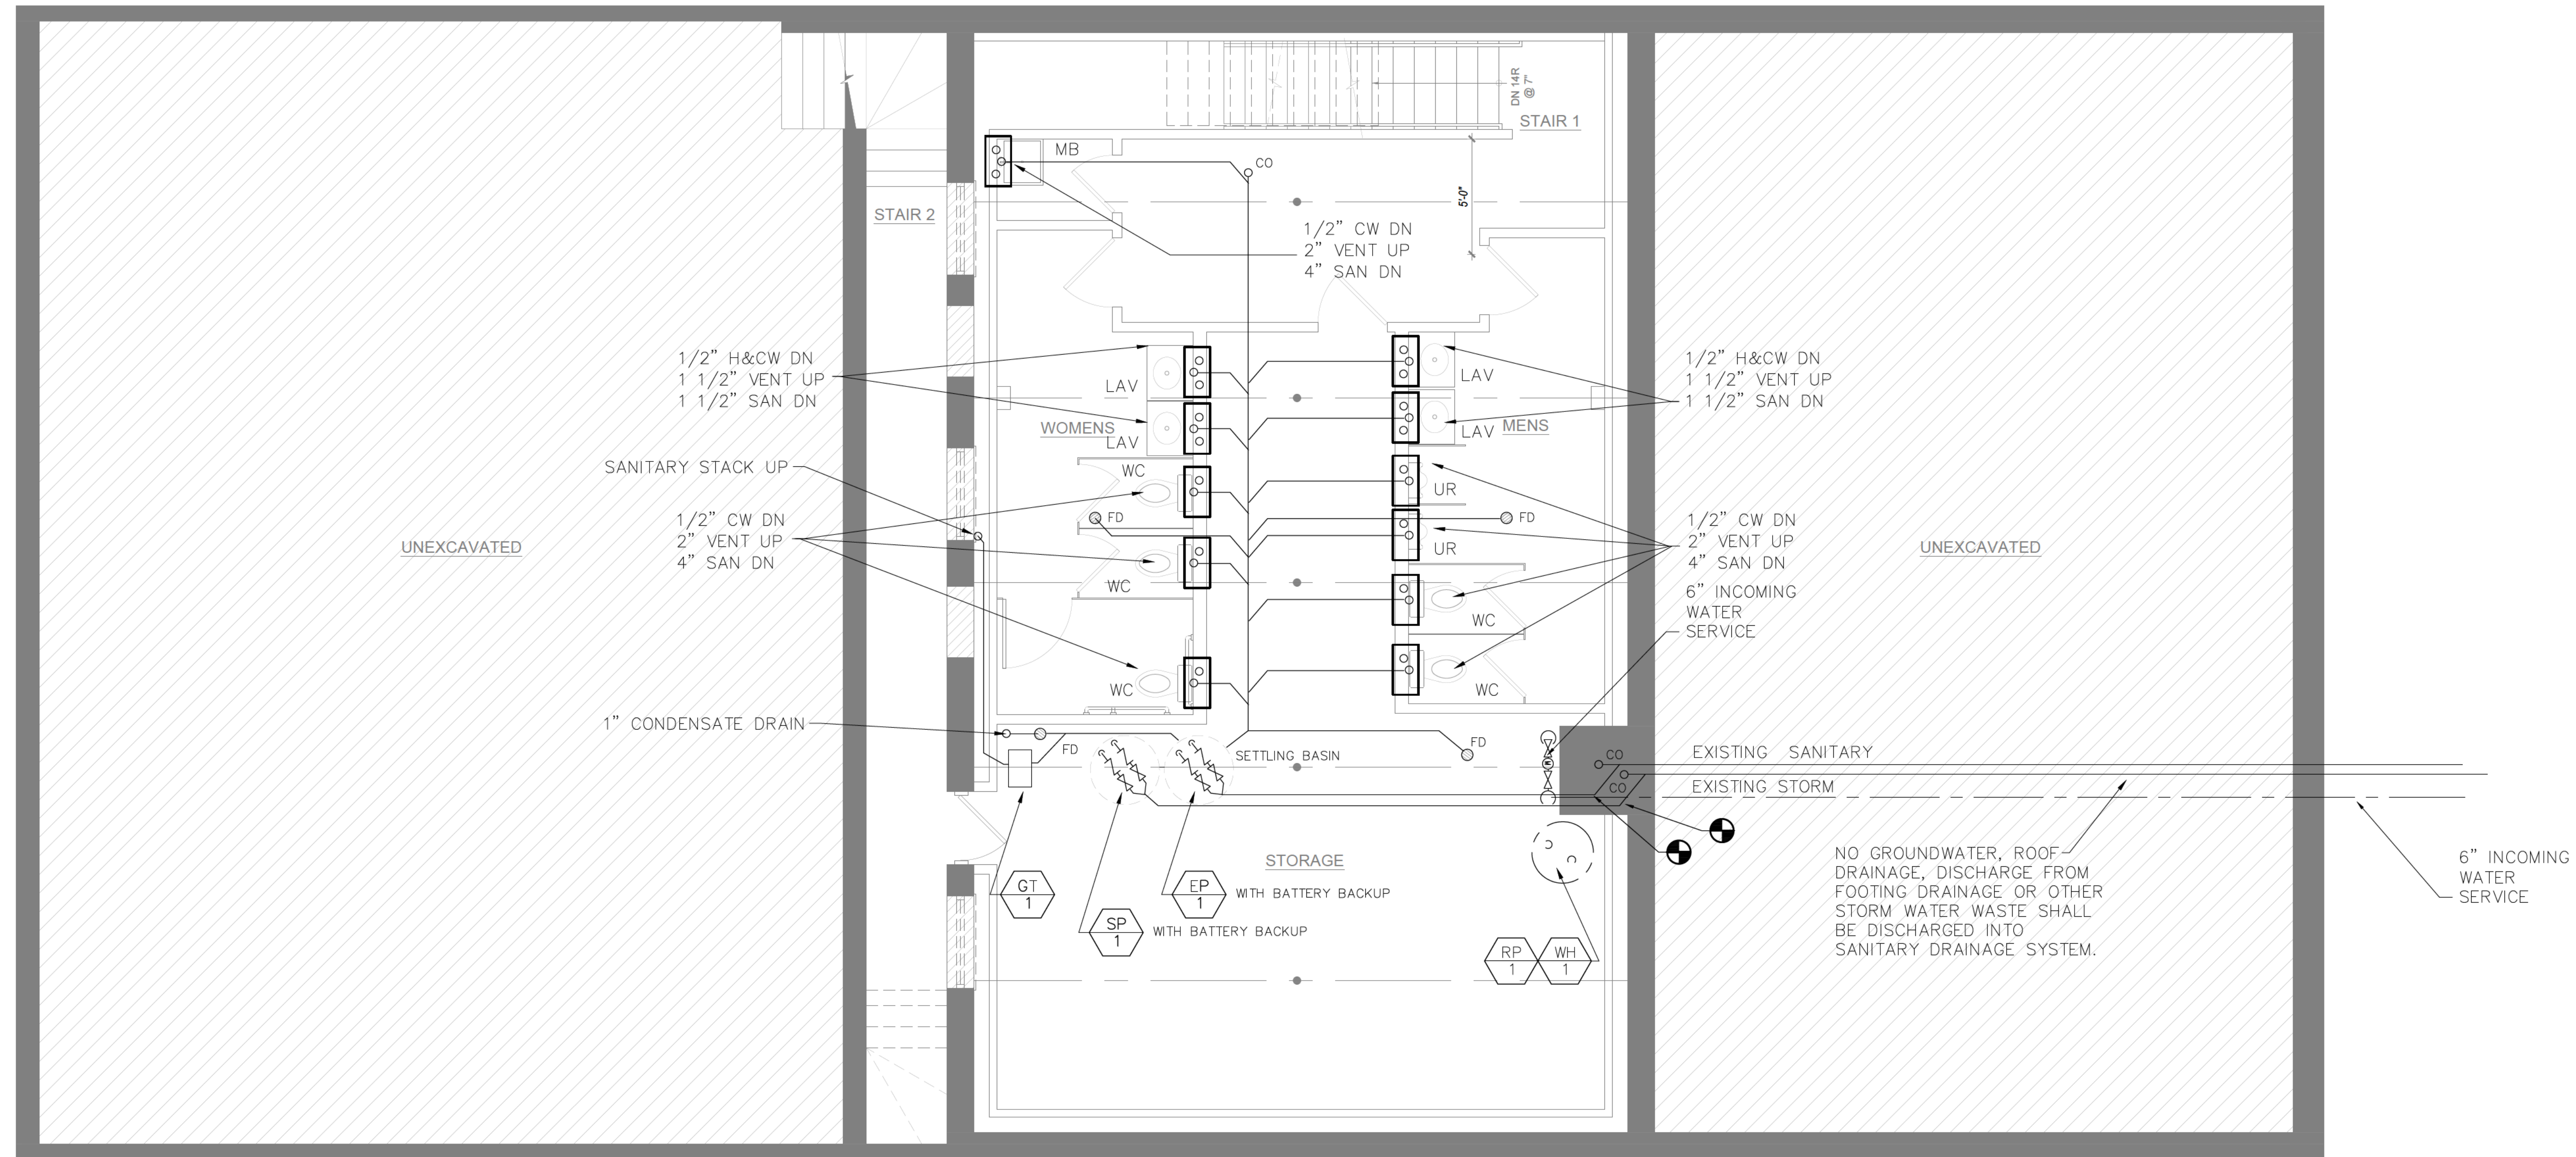 DN 14R
@ 7"
STAIR 1
MB
CO
5'-0"
STAIR 2
1/2" CW DN
2" VENT UP
4" SAN DN
1/2" H&CW DN
1 1/2" VENT UP
1 1/2" SAN DN
LAV
LAV
1/2" H&CW DN
1 1/2" VENT UP
1 1/2" SAN DN
WOMENS
LAV
LAV
MENS
SANITARY STACK UP
WC
UR
FD
FD
1/2" CW DN
2" VENT UP
4" SAN DN
1/2" CW DN
2" VENT UP
4" SAN DN
UNEXCAVATED
UR
UNEXCAVATED
WC
6" INCOMING
WATER
SERVICE
WC
WC
WC
1" CONDENSATE DRAIN
FD
SETTLING BASIN
FD
M
CO
EXISTING SANITARY
CO
EXISTING STORM
NO GROUNDWATER, ROOF
DRAINAGE, DISCHARGE FROM
FOOTING DRAINAGE OR OTHER
STORM WATER WASTE SHALL
BE DISCHARGED INTO
SANITARY DRAINAGE SYSTEM.
6" INCOMING
WATER
SERVICE
STORAGE
GT
1
EP
1
WITH BATTERY BACKUP
SP
1
WITH BATTERY BACKUP
RP
1
WH
1